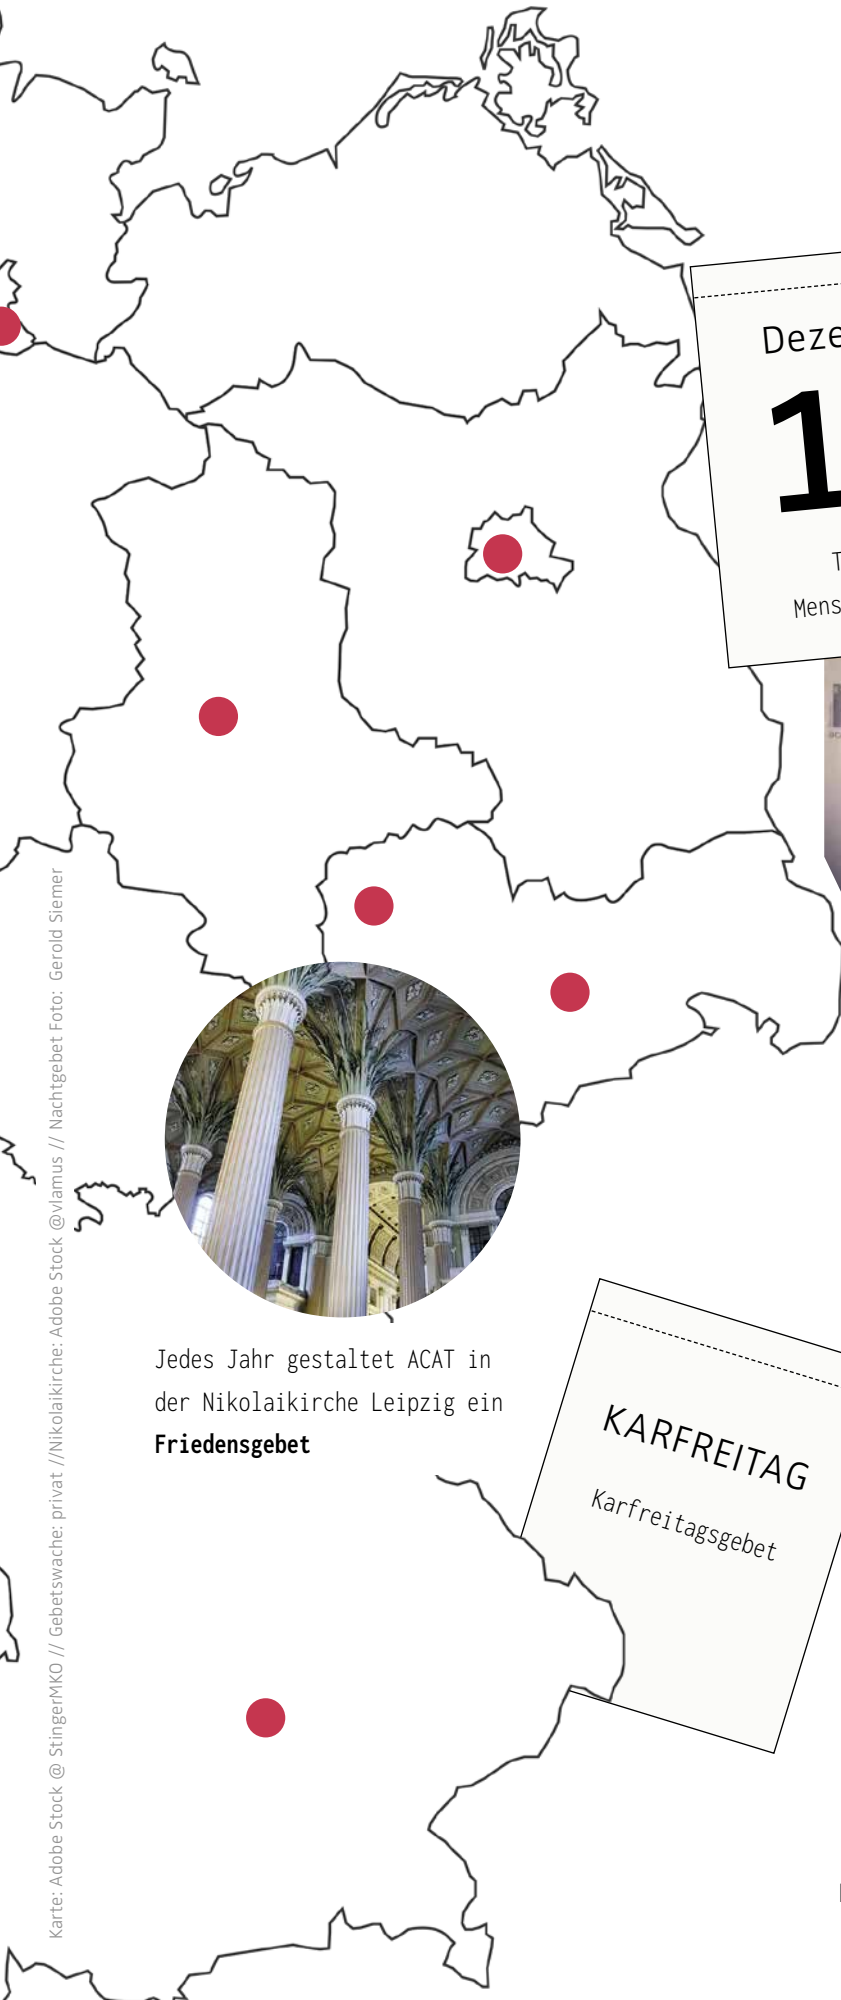 Deze
1
T
Mens
Jedes Jahr gestaltet ACAT in
der Nikolaikirche Leipzig ein
Friedensgebet
KARFREITAG
Karfreitagsgebet
Karte: Adobe Stock @ StingerMKO // Gebetswache: privat //Nikolaikirche: Adobe Stock @vlamus // Nachtgebet Foto: Gerold Siemer